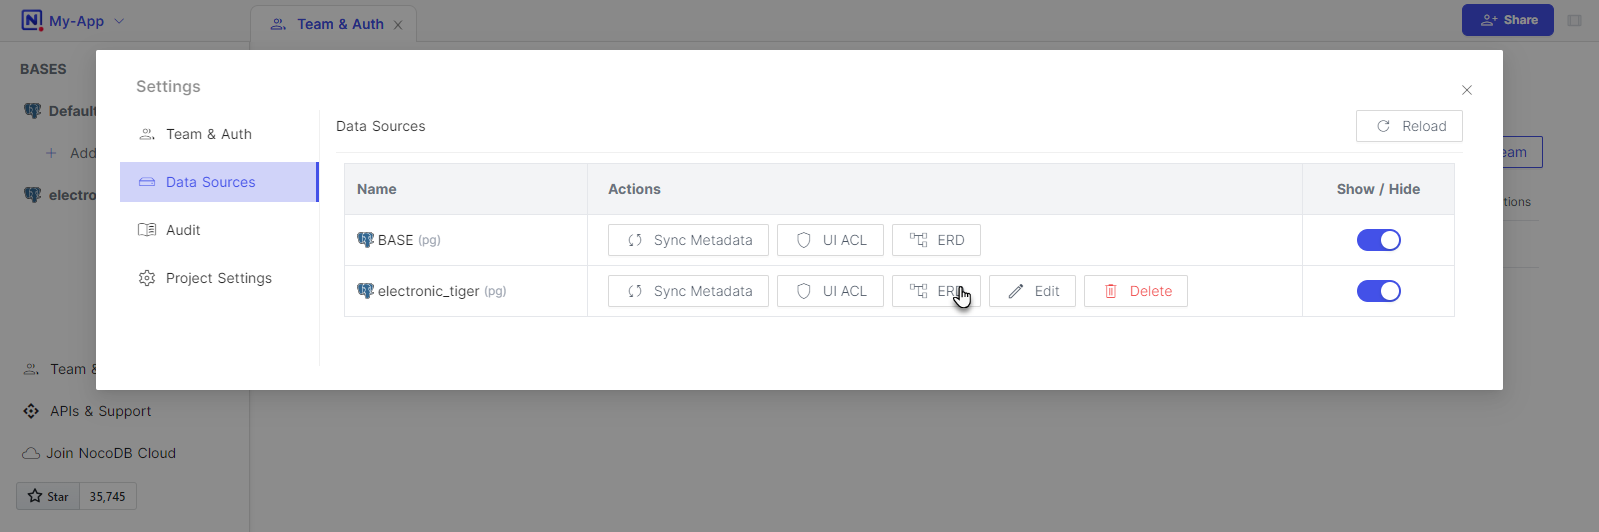 My-App
Team & Auth
Share
BASES
Default
Add
electro
Team &
APIs & Support
Join NocoDB Cloud
Star 35,745
Settings
Team & Auth
Data Sources
Audit
Project Settings
Data Sources
Reload
Name Actions Show / Hide
BASE (pg) Sync Metadata UI ACL ERD
electronic_tiger (pg) Sync Metadata UI ACL ERD Edit Delete
eam
tions